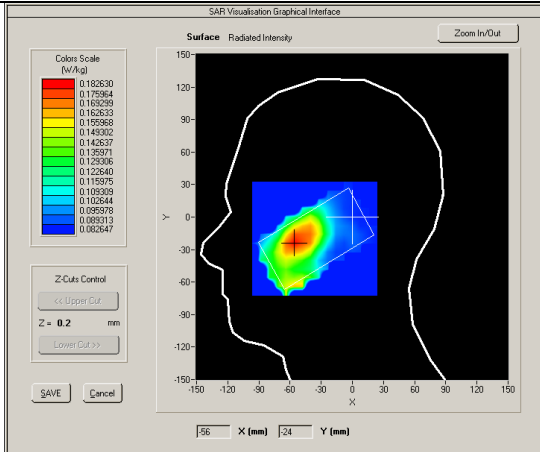 SAR Visualisation Graphical Interface
Surface Radiated Intensity
Zoom In/Out
Colors Scale
(W/kg)
0.182630
0.175964
0.169299
0.162633
0.155968
0.149302
0.142637
0.135971
0.129306
0.122640
0.115975
0.109309
0.102644
0.095978
0.089313
0.082647
Z-Cuts Control
<< Upper Cut
Z = 0.2 mm
Lower Cut >>
SAVE
Cancel
150
120
90
60
30
0
-30
-60
-90
-120
-150
Y
-150 -120 -90 -60 -30 0 30 60 90 120 150
X
-56 X (mm) -24 Y (mm)